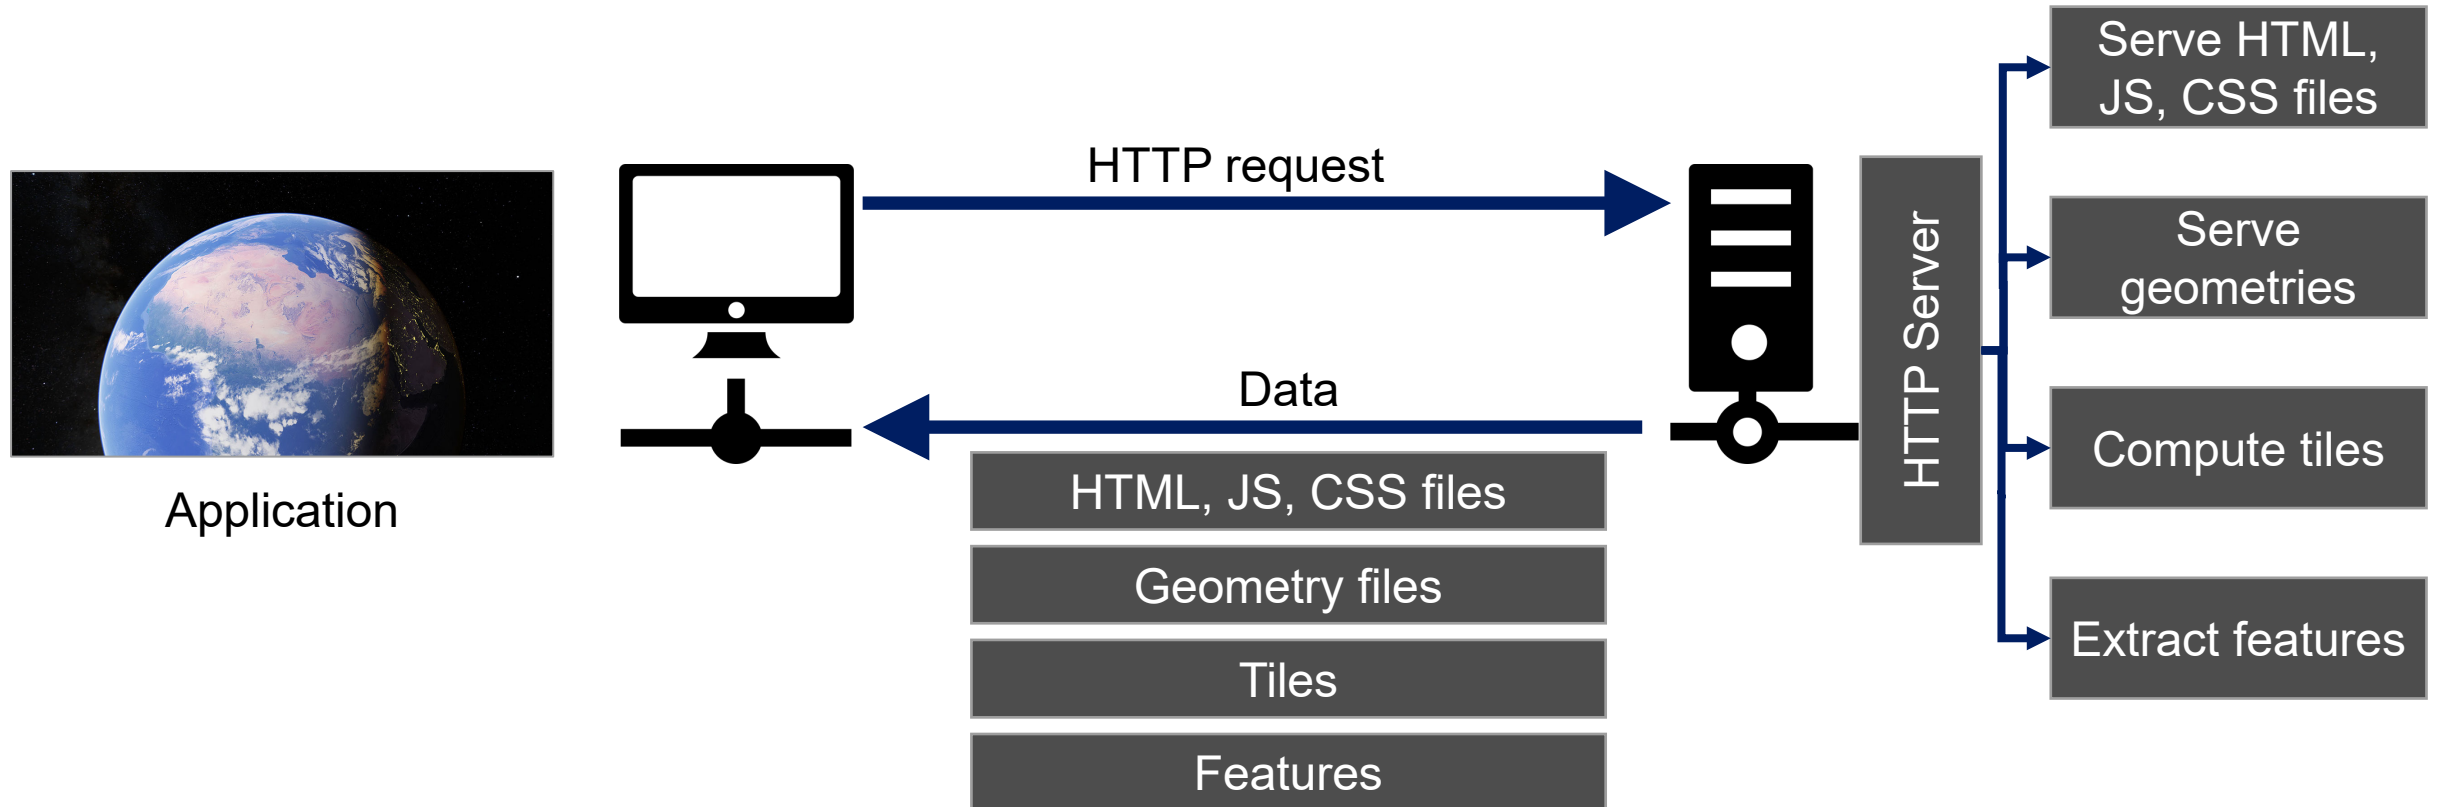 Application
HTTP request
Data
HTML, JS, CSS files
Geometry files
Tiles
Features
HTTP Server
Serve HTML,
JS, CSS files
Serve
geometries
Compute tiles
Extract features